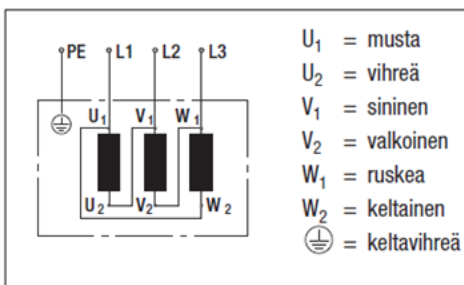 PE L1 L2 L3
U₁ V₁ W₁
U₂ V₂ W₂
U₁ = musta
U₂ = vihreä
V₁ = sininen
V₂ = valkoinen
W₁ = ruskea
W₂ = keltainen
= keltavihreä